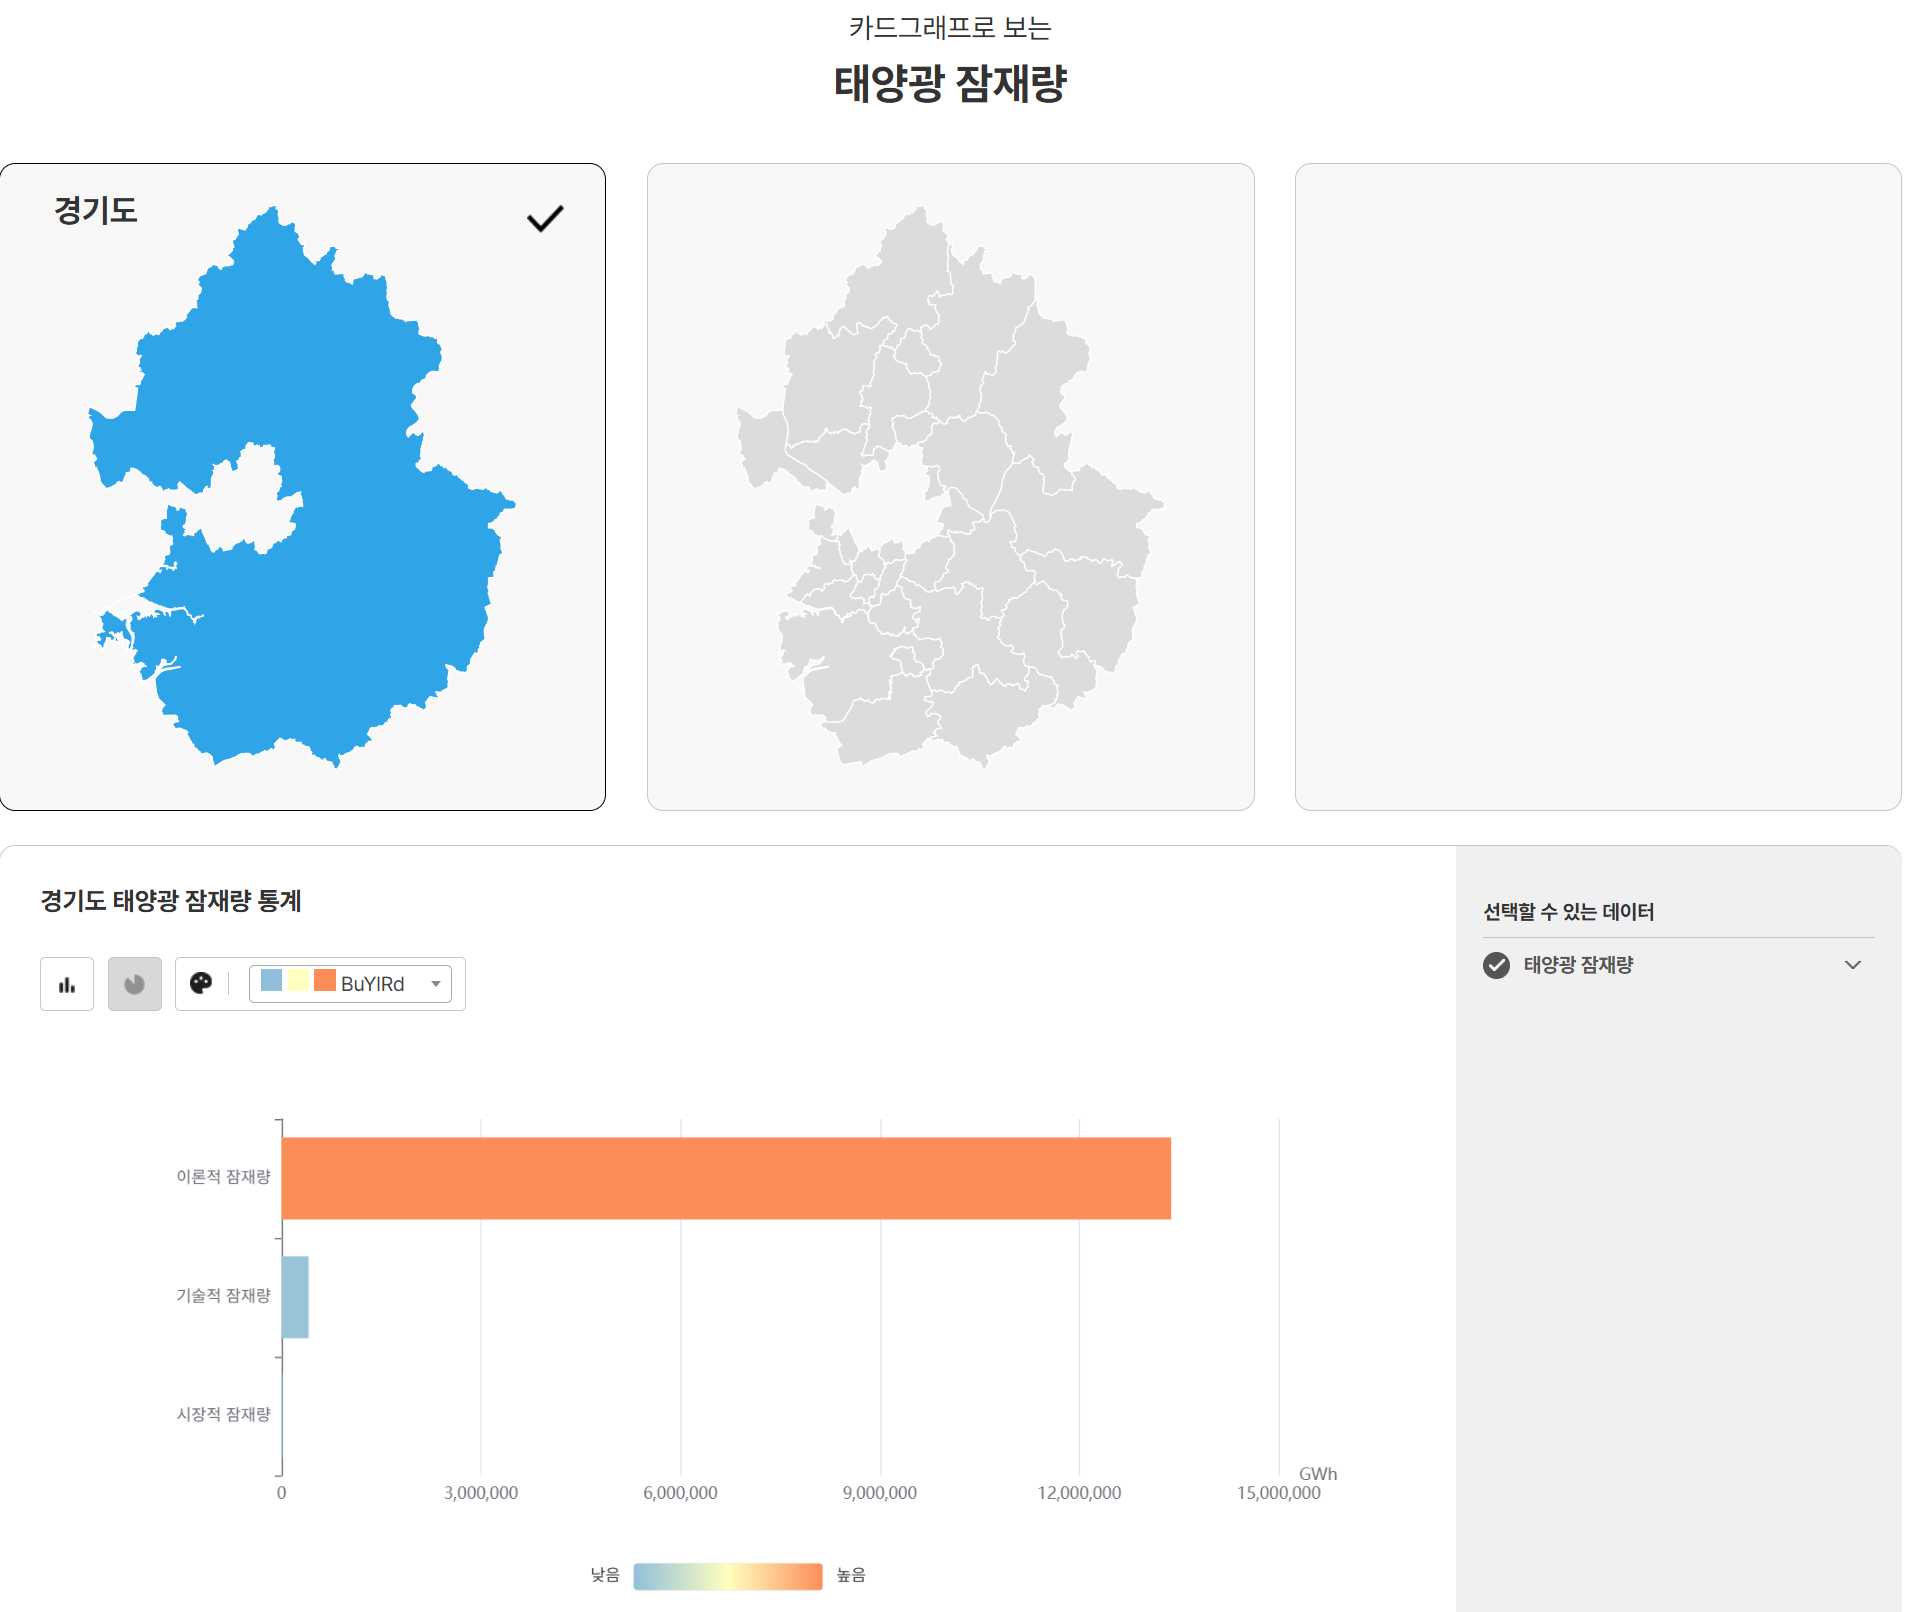 카드그래프로 보는
태양광 잠재량
경기도
경기도 태양광 잠재량 통계
BuYlRd
선택할 수 있는 데이터
태양광 잠재량
이론적 잠재량
기술적 잠재량
시장적 잠재량
GWh
0 3,000,000 6,000,000 9,000,000 12,000,000 15,000,000
낮음 높음